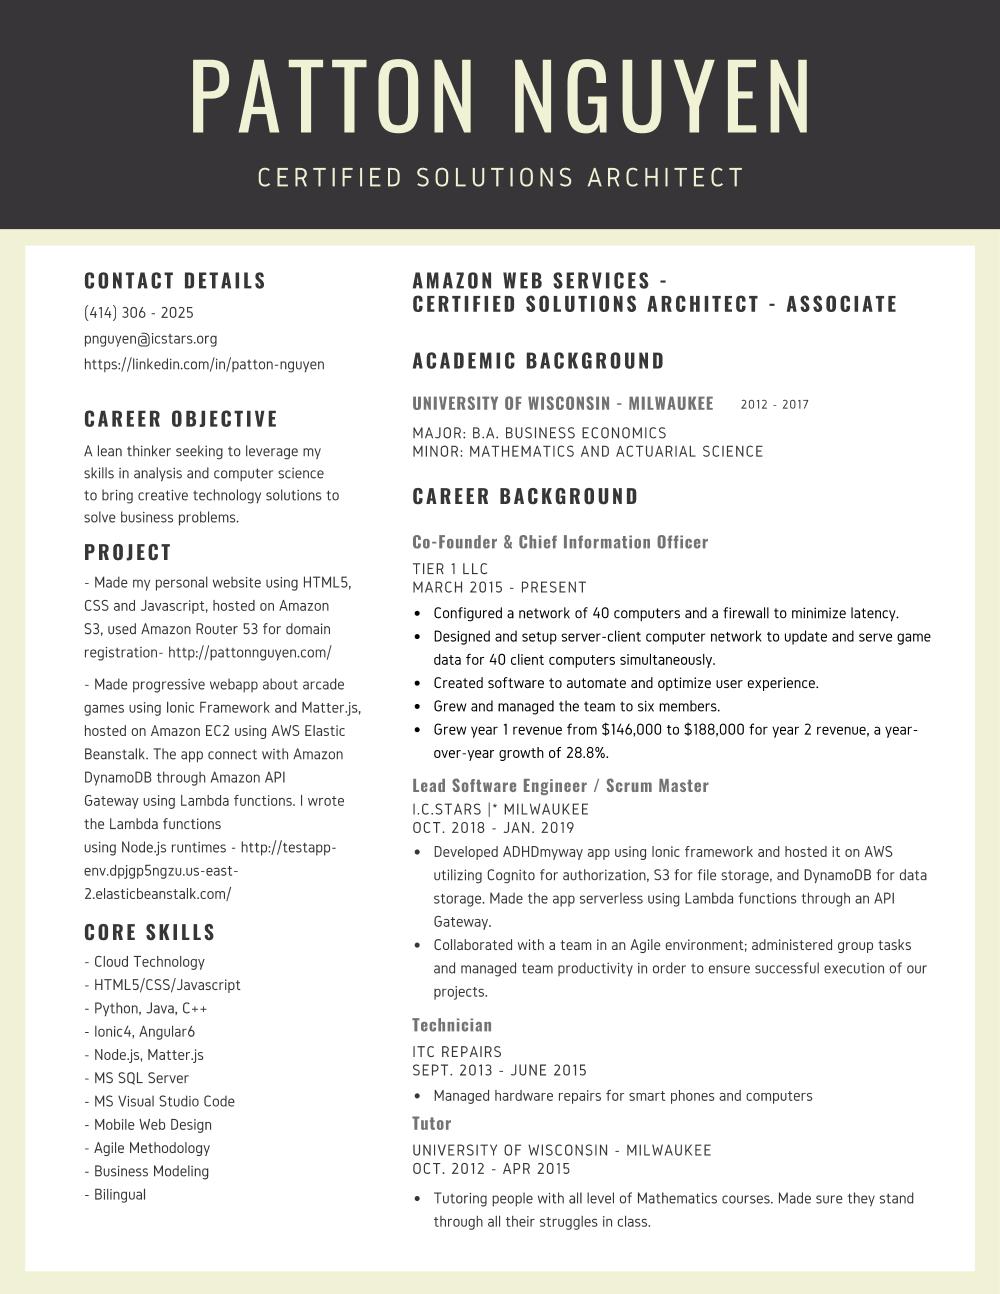 PATTON NGUYEN
CERTIFIED SOLUTIONS ARCHITECT
CONTACT DETAILS
(414) 306 - 2025
pnguyen@icstars.org
https://linkedin.com/in/patton-nguyen
CAREER OBJECTIVE
A lean thinker seeking to leverage my
skills in analysis and computer science
to bring creative technology solutions to
solve business problems.
PROJECT
- Made my personal website using HTML5,
CSS and Javascript, hosted on Amazon
S3, used Amazon Router 53 for domain
registration- http://pattonnguyen.com/
- Made progressive webapp about arcade
games using Ionic Framework and Matter.js,
hosted on Amazon EC2 using AWS Elastic
Beanstalk. The app connect with Amazon
DynamoDB through Amazon API
Gateway using Lambda functions. I wrote
the Lambda functions
using Node.js runtimes - http://testapp-
env.dpjgp5ngzu.us-east-
2.elasticbeanstalk.com/
CORE SKILLS
- Cloud Technology
- HTML5/CSS/Javascript
- Python, Java, C++
- Ionic4, Angular6
- Node.js, Matter.js
- MS SQL Server
- MS Visual Studio Code
- Mobile Web Design
- Agile Methodology
- Business Modeling
- Bilingual
AMAZON WEB SERVICES -
CERTIFIED SOLUTIONS ARCHITECT - ASSOCIATE
ACADEMIC BACKGROUND
UNIVERSITY OF WISCONSIN - MILWAUKEE 2012 - 2017
MAJOR: B.A. BUSINESS ECONOMICS
MINOR: MATHEMATICS AND ACTUARIAL SCIENCE
CAREER BACKGROUND
Co-Founder & Chief Information Officer
TIER 1 LLC
MARCH 2015 - PRESENT
• Configured a network of 40 computers and a firewall to minimize latency.
• Designed and setup server-client computer network to update and serve game
data for 40 client computers simultaneously.
• Created software to automate and optimize user experience.
• Grew and managed the team to six members.
• Grew year 1 revenue from $146,000 to $188,000 for year 2 revenue, a year-
over-year growth of 28.8%.
Lead Software Engineer / Scrum Master
I.C.STARS |* MILWAUKEE
OCT. 2018 - JAN. 2019
• Developed ADHDmyway app using Ionic framework and hosted it on AWS
utilizing Cognito for authorization, S3 for file storage, and DynamoDB for data
storage. Made the app serverless using Lambda functions through an API
Gateway.
• Collaborated with a team in an Agile environment; administered group tasks
and managed team productivity in order to ensure successful execution of our
projects.
Technician
ITC REPAIRS
SEPT. 2013 - JUNE 2015
• Managed hardware repairs for smart phones and computers
Tutor
UNIVERSITY OF WISCONSIN - MILWAUKEE
OCT. 2012 - APR 2015
• Tutoring people with all level of Mathematics courses. Made sure they stand
through all their struggles in class.